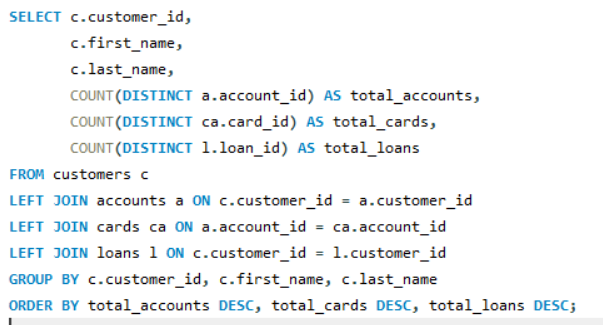 SELECT c.customer_id,
c.first_name,
c.last_name,
COUNT(DISTINCT a.account_id) AS total_accounts,
COUNT(DISTINCT ca.card_id) AS total_cards,
COUNT(DISTINCT l.loan_id) AS total_loans
FROM customers c
LEFT JOIN accounts a ON c.customer_id = a.customer_id
LEFT JOIN cards ca ON a.account_id = ca.account_id
LEFT JOIN loans l ON c.customer_id = l.customer_id
GROUP BY c.customer_id, c.first_name, c.last_name
ORDER BY total_accounts DESC, total_cards DESC, total_loans DESC;